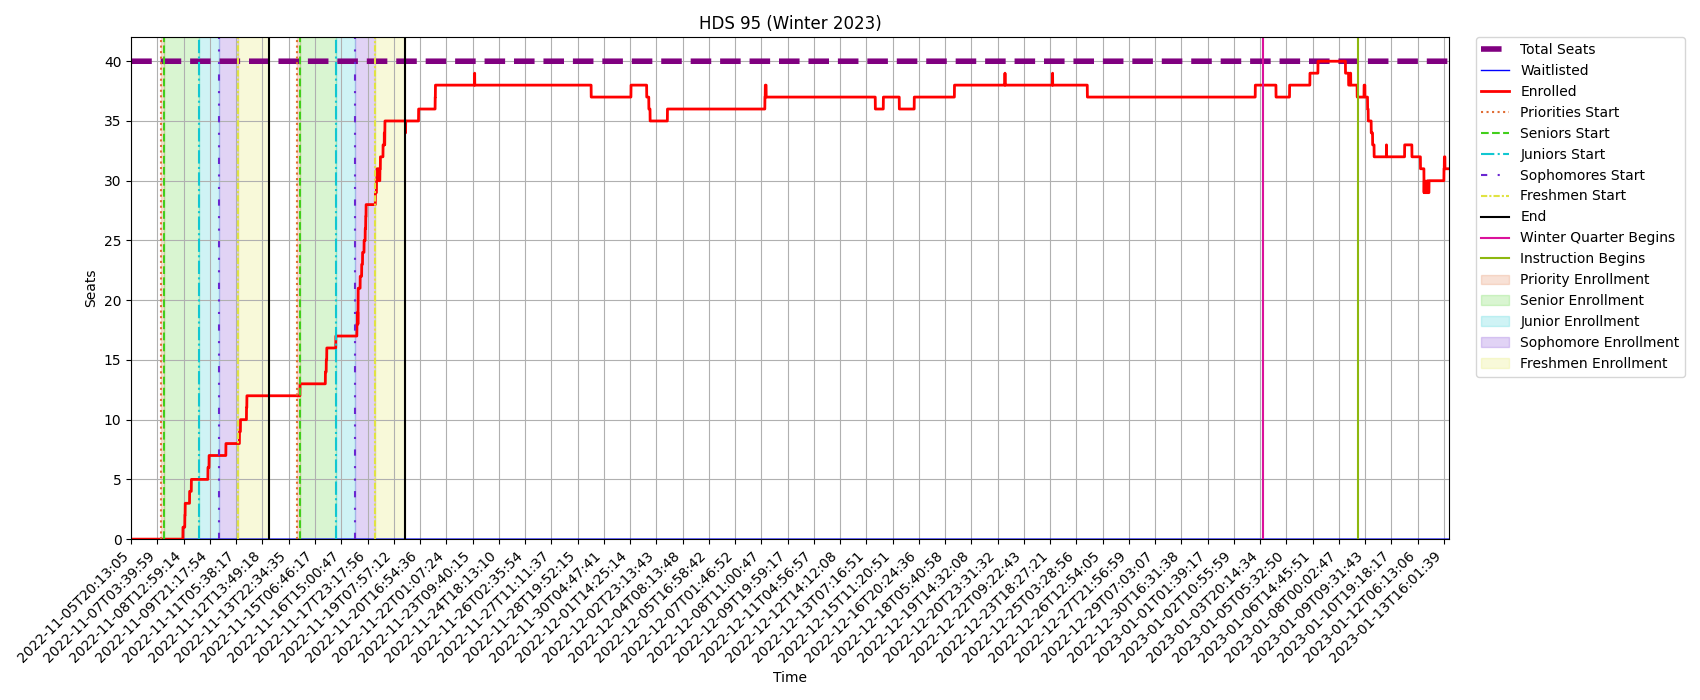 HDS 95 (Winter 2023)
Seats
40
35
30
25
20
15
10
5
0
2022-11-05T20:13:05
2022-11-07T03:39:59
2022-11-08T12:59:14
2022-11-09T21:17:54
2022-11-11T05:38:17
2022-11-12T13:49:18
2022-11-13T22:34:35
2022-11-15T06:46:17
2022-11-16T15:00:47
2022-11-17T23:17:56
2022-11-19T07:57:12
2022-11-20T16:54:36
2022-11-22T01:07:24
2022-11-23T09:40:15
2022-11-24T18:13:10
2022-11-26T02:35:54
2022-11-27T11:11:37
2022-11-28T19:52:15
2022-11-30T04:47:41
2022-12-01T14:25:14
2022-12-02T23:13:43
2022-12-04T08:13:48
2022-12-05T16:58:42
2022-12-07T01:46:52
2022-12-08T11:00:47
2022-12-09T19:59:17
2022-12-11T04:56:57
2022-12-12T14:12:08
2022-12-13T07:16:51
2022-12-15T11:20:51
2022-12-16T20:24:36
2022-12-18T05:40:58
2022-12-19T14:32:08
2022-12-20T23:31:32
2022-12-22T09:22:43
2022-12-23T18:27:21
2022-12-25T03:28:56
2022-12-26T12:54:05
2022-12-27T21:56:59
2022-12-29T07:03:07
2022-12-30T16:31:38
2023-01-01T01:39:17
2023-01-02T10:55:59
2023-01-03T20:14:34
2023-01-05T05:32:50
2023-01-06T14:45:51
2023-01-08T00:02:47
2023-01-09T09:31:43
2023-01-10T19:18:17
2023-01-12T06:13:06
2023-01-13T16:01:39
Time
Total Seats
Waitlisted
Enrolled
Priorities Start
Seniors Start
Juniors Start
Sophomores Start
Freshmen Start
End
Winter Quarter Begins
Instruction Begins
Priority Enrollment
Senior Enrollment
Junior Enrollment
Sophomore Enrollment
Freshmen Enrollment